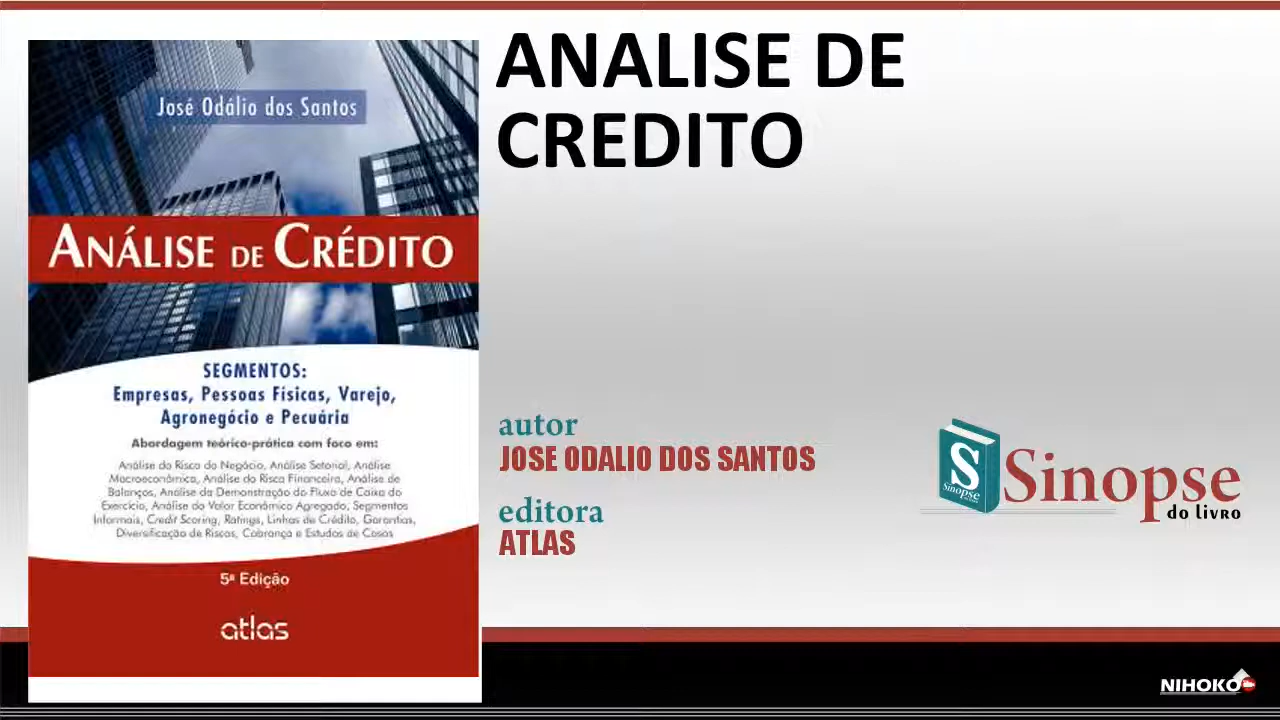 José Odálio dos Santos
ANÁLISE DE CRÉDITO
SEGMENTOS:
Empresas, Pessoas Físicas, Varejo,
Agronegócio e Pecuária
Abordagem teórico-prática com foco em:
Análise do Risco do Negócio, Análise Setorial, Análise
Macroeconômica, Análise do Risco Financeiro, Análise de
Balanços, Análise da Demonstração do Fluxo de Caixa do
Exercício, Análise do Valor Econômico Agregado, Segmentos
Informais, Credit Scoring, Ratings, Linhas de Crédito, Garantias,
Diversificação de Riscos, Cobrança e Estudos de Casos
5ª Edição
atlas
ANALISE DE
CREDITO
autor
JOSE ODALIO DOS SANTOS
editora
ATLAS
S
Sinopse
Sinopse
do livro
NIHOKO